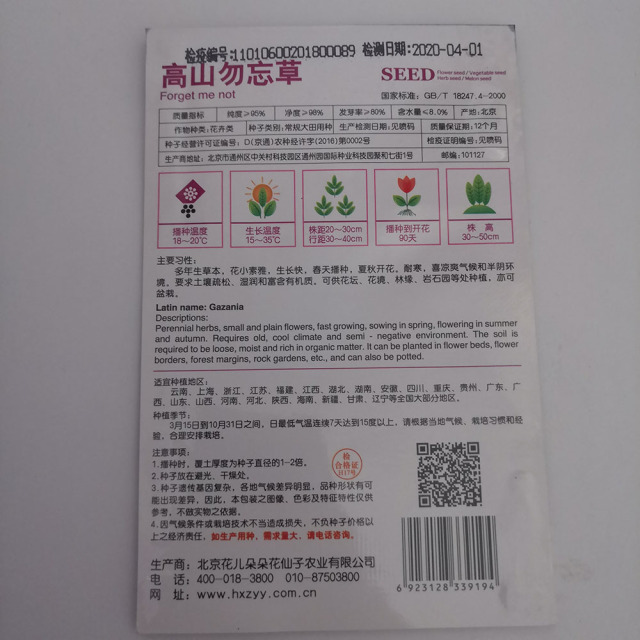 检疫编号:11010600201800089 检测日期:2020-04-01
高山勿忘草
Forget me not
SEED
Flower seed / Vegetable seed
Herb seed / Melon seed
国家标准: GB/T 18247.4-2000
质量指标 纯度≥95% 净度≥98% 发芽率≥80% 含水量≤8.0% 产地:北京
作物种类:花卉类 种子类别:常规大田用种 生产检测日期:见喷码 质量保证期:12个月
种子经营许可证编号: D(京通)农种经许字(2016)第0002号 检疫证明编号:见喷码
生产商地址: 北京市通州区中关村科技园区通州园国际种业科技园聚和七街1号 邮编:101127
播种温度 生长温度 株距20~30cm 播种到开花 株 高
18~20℃ 15~35℃ 行距30~40cm 90天 30~50cm
主要习性:
多年生草本，花小素雅，生长快，春天播种，夏秋开花，耐寒，喜凉爽气候和半阴环
境，要求土壤疏松、湿润和富含有机质。可供花坛、花境、林缘、岩石园等处种植，亦可
盆栽。
Latin name: Gazania
Descriptions:
Perennial herbs, small and plain flowers, fast growing, sowing in spring, flowering in summer
and autumn. Requires old, cool climate and semi - negative environment. The soil is
required to be loose, moist and rich in organic matter. It can be planted in flower beds, flower
borders, forest margins, rock gardens, etc., and can also be potted.
适宜种植地区:
云南、上海、浙江、江苏、福建、江西、湖北、湖南、安徽、四川、重庆、贵州、广东、广
西、山东、山西、河南、河北、陕西、海南、新疆、甘肃、辽宁等全国大部分地区。
种植季节:
3月15日到10月31日之间，日最低气温连续7天达到15度以上，请根据当地气候、栽培习惯和经
验，合理安排栽培。
注意事项:
1.播种时，覆土厚度为种子直径的1~2倍。
2.种子放在避光、干燥处。
3.种子遗传基因复杂，各地气候差异明显，品种形状有可
能出现差异，因此，本包装之图像、色彩及特征特性仅供
参考，不做实物之依据。
4.因气候条件或栽培技术不当造成损失，不负种子价格以
上之经济责任，如生产用种，需求量大，请电话咨询。
检
合格证
J117号
生产商: 北京花儿朵朵花仙子农业有限公司
电 话: 400-018-3800 010-87503800
网 址: www.hxzyy.com.cn
6 923128 339194